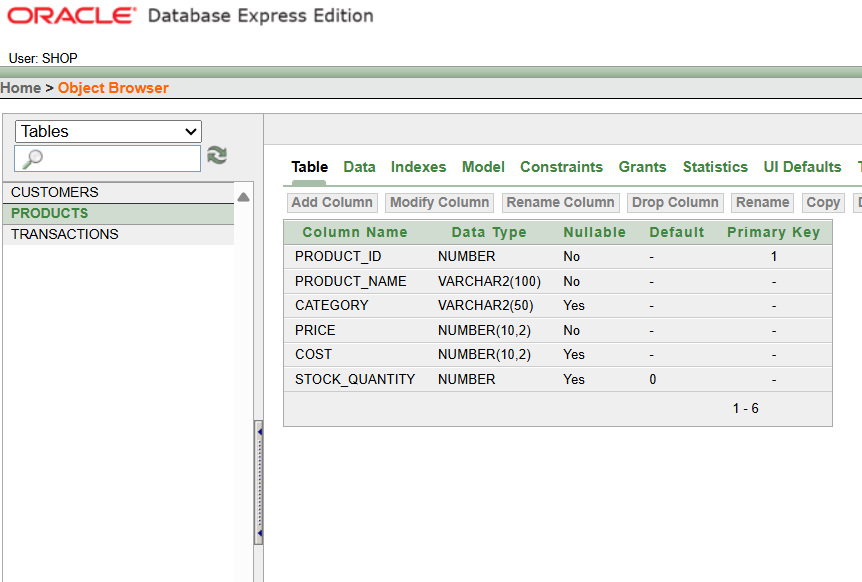 ORACLE Database Express Edition
User: SHOP
Home > Object Browser
Tables
Table Data Indexes Model Constraints Grants Statistics UI Defaults
Add Column Modify Column Rename Column Drop Column Rename Copy
CUSTOMERS
PRODUCTS
TRANSACTIONS
Column Name Data Type Nullable Default Primary Key
PRODUCT_ID NUMBER No - 1
PRODUCT_NAME VARCHAR2(100) No - -
CATEGORY VARCHAR2(50) Yes - -
PRICE NUMBER(10,2) No - -
COST NUMBER(10,2) Yes - -
STOCK_QUANTITY NUMBER Yes 0 -
1 - 6